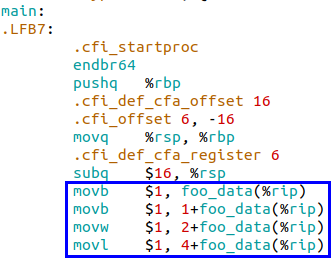 main:
.LFB7:
.cfi_startproc
endbr64
pushq %rbp
.cfi_def_cfa_offset 16
.cfi_offset 6, -16
movq %rsp, %rbp
.cfi_def_cfa_register 6
subq $16, %rsp
movb $1, foo_data(%rip)
movb $1, 1+foo_data(%rip)
movw $1, 2+foo_data(%rip)
movl $1, 4+foo_data(%rip)